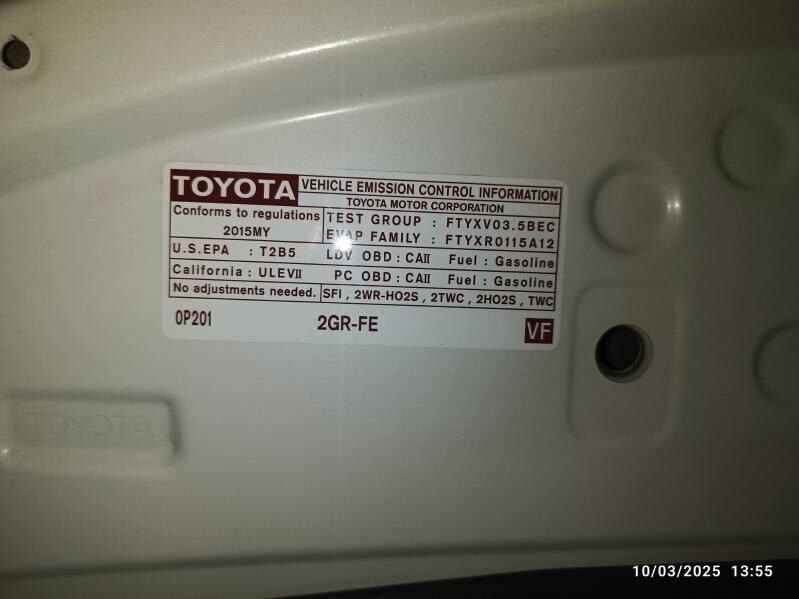 TOYOTA VEHICLE EMISSION CONTROL INFORMATION
TOYOTA MOTOR CORPORATION
Conforms to regulations
2015MY
TEST GROUP : FTYXV03.5BEC
EVAP FAMILY : FTYXR0115A12
U.S.EPA : T2B5 LDV OBD : CAII Fuel : Gasoline
California : ULEVII PC OBD : CAII Fuel : Gasoline
No adjustments needed. SFI , 2WR-HO2S , 2TWC , 2HO2S , TWC
0P201 2GR-FE VF
TOYOTA
10/03/2025 13:55